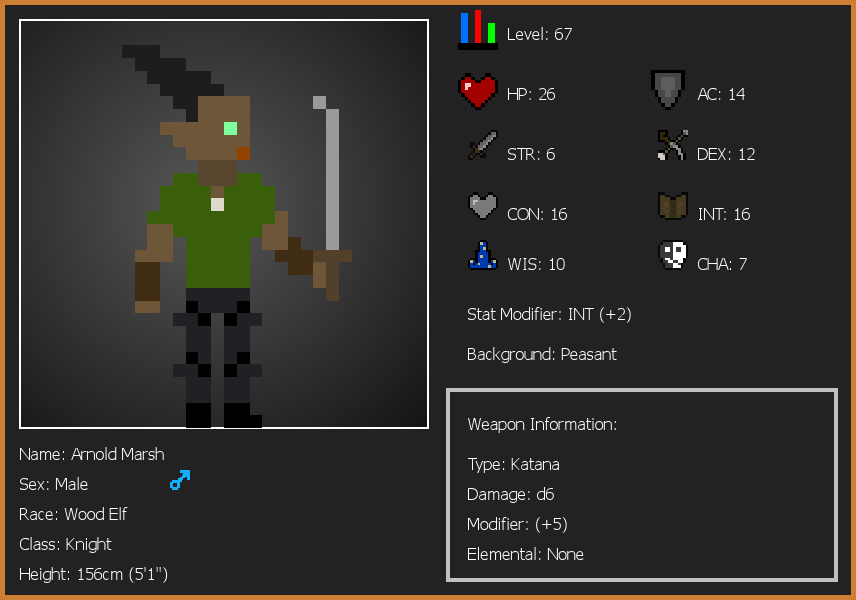 Level: 67
HP: 26
AC: 14
STR: 6
DEX: 12
CON: 16
INT: 16
WIS: 10
CHA: 7
Stat Modifier: INT (+2)
Background: Peasant
Weapon Information:
Type: Katana
Damage: d6
Modifier: (+5)
Elemental: None
Name: Arnold Marsh
Sex: Male
Race: Wood Elf
Class: Knight
Height: 156cm (5'1")